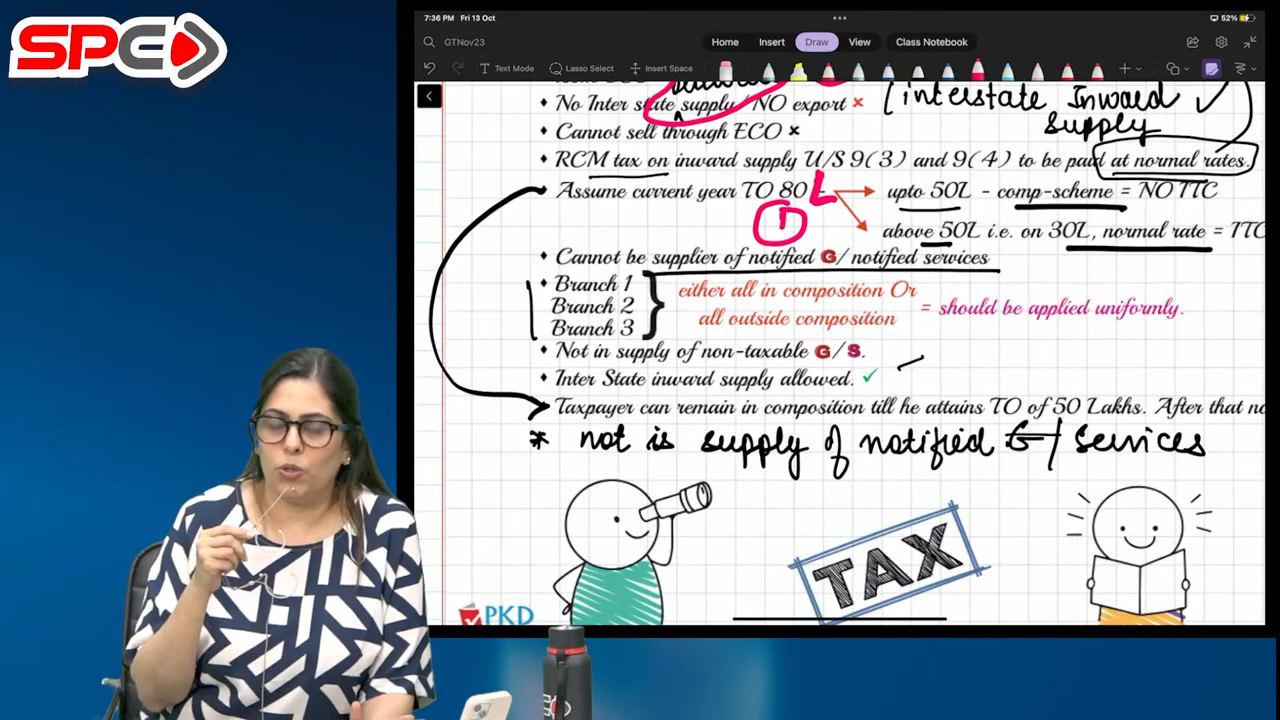 SPC
7:36 PM Fri 13 Oct
52%
GTNov23
Home Insert Draw View Class Notebook
Text Mode Lasso Select Insert Space
• No Inter state supply / NO export ×
[interstate Inward ✓
supply
• Cannot sell through ECO ×
• RCM tax on inward supply U/S 9(3) and 9(4) to be paid at normal rates.
• Assume current year TO 80 L → upto 50L - comp-scheme = NO ITC
①
above 50L i.e. on 30L, normal rate = ITC
• Cannot be supplier of notified G/ notified services
• Branch 1
Branch 2
Branch 3
either all in composition Or
all outside composition
= should be applied uniformly.
• Not in supply of non-taxable G/S.
• Inter State inward supply allowed. ✓
Taxpayer can remain in composition till he attains TO of 50 Lakhs. After that no
* not is supply of notified G/ Services
TAX
PKD